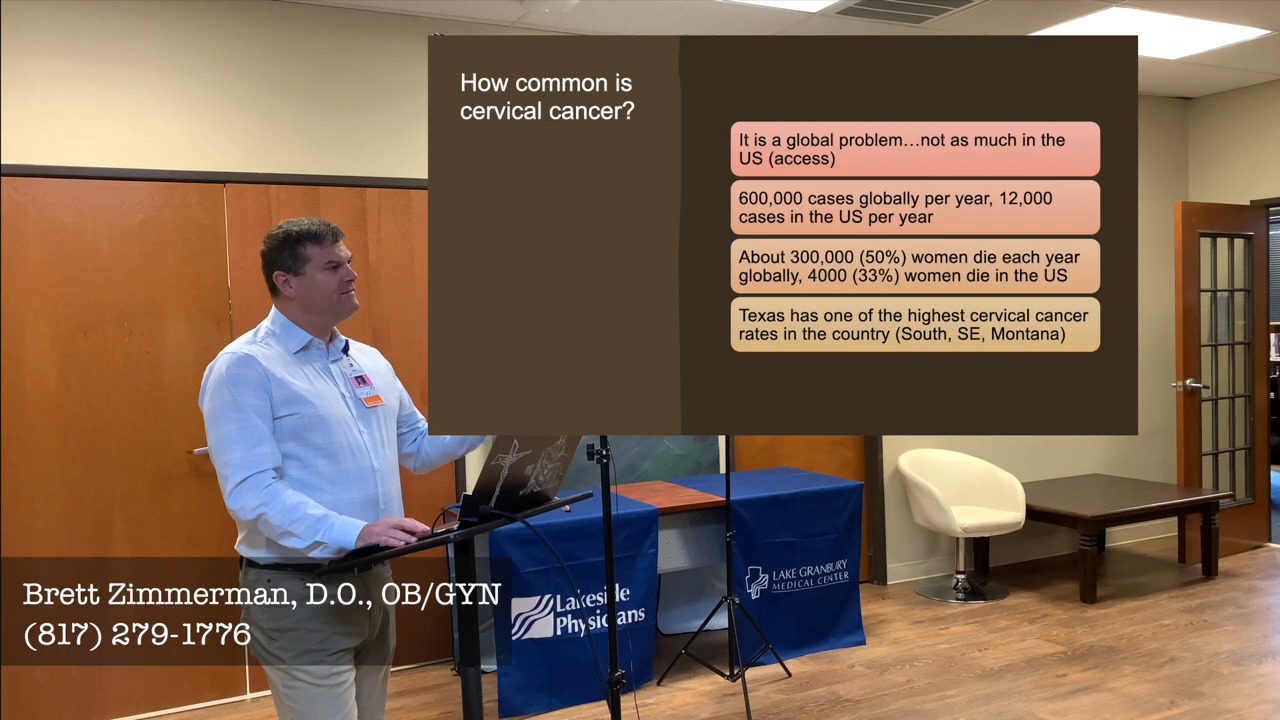 How common is
cervical cancer?
It is a global problem…not as much in the
US (access)
600,000 cases globally per year, 12,000
cases in the US per year
About 300,000 (50%) women die each year
globally, 4000 (33%) women die in the US
Texas has one of the highest cervical cancer
rates in the country (South, SE, Montana)
Brett Zimmerman, D.O., OB/GYN
(817) 279-1776
Lakeside
Physicians
LAKE GRANBURY
MEDICAL CENTER